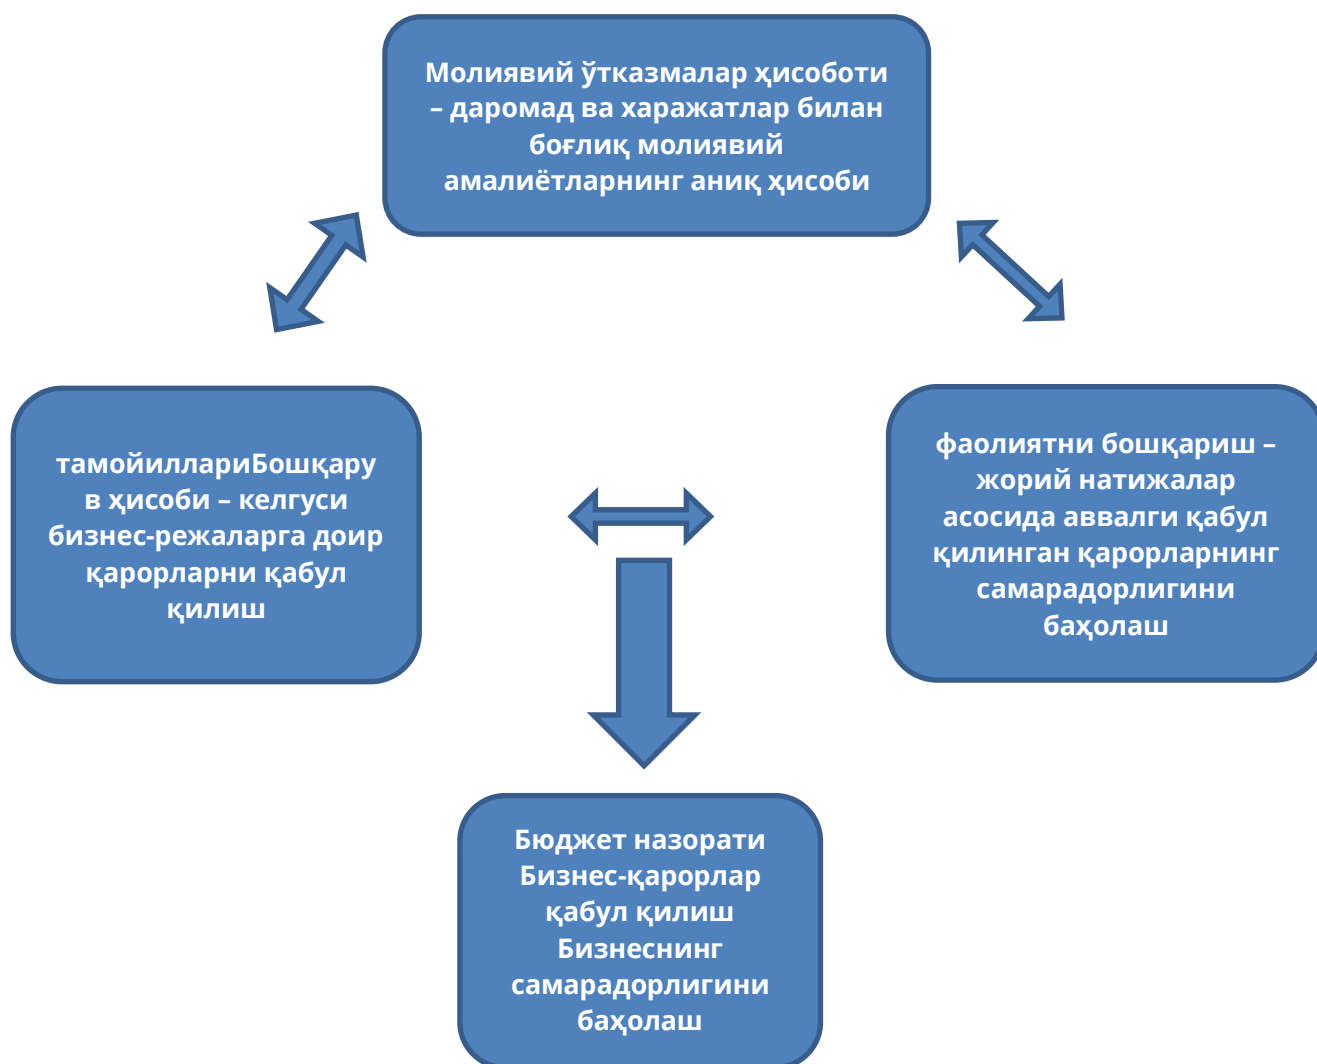 Молиявий ўтказмалар ҳисоботи
– даромад ва харажатлар билан
боғлиқ молиявий
амалиётларнинг аниқ ҳисоби
тамойиллариБошқару
в ҳисоби – келгуси
бизнес-режаларга доир
қарорларни қабул
қилиш
фаолиятни бошқариш –
жорий натижалар
асосида аввалги қабул
қилинган қарорларнинг
самарадорлигини
баҳолаш
Бюджет назорати
Бизнес-қарорлар
қабул қилиш
Бизнеснинг
самарадорлигини
баҳолаш